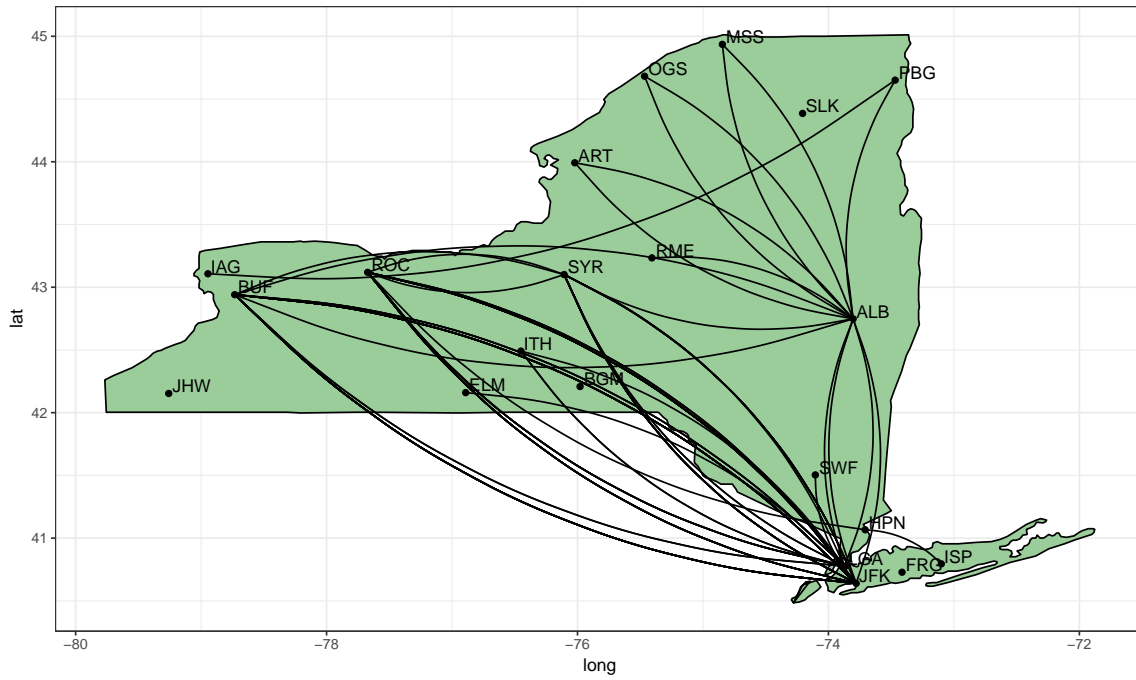 45
44
43
42
41
lat
MSS
OGS
PBG
SLK
ART
RME
IAG
ROC
SYR
BUF
ALB
ITH
JHW
ELM
BGM
SWF
HPN
LGA
ISP
FRG
JFK
−80
−78
−76
−74
−72
long